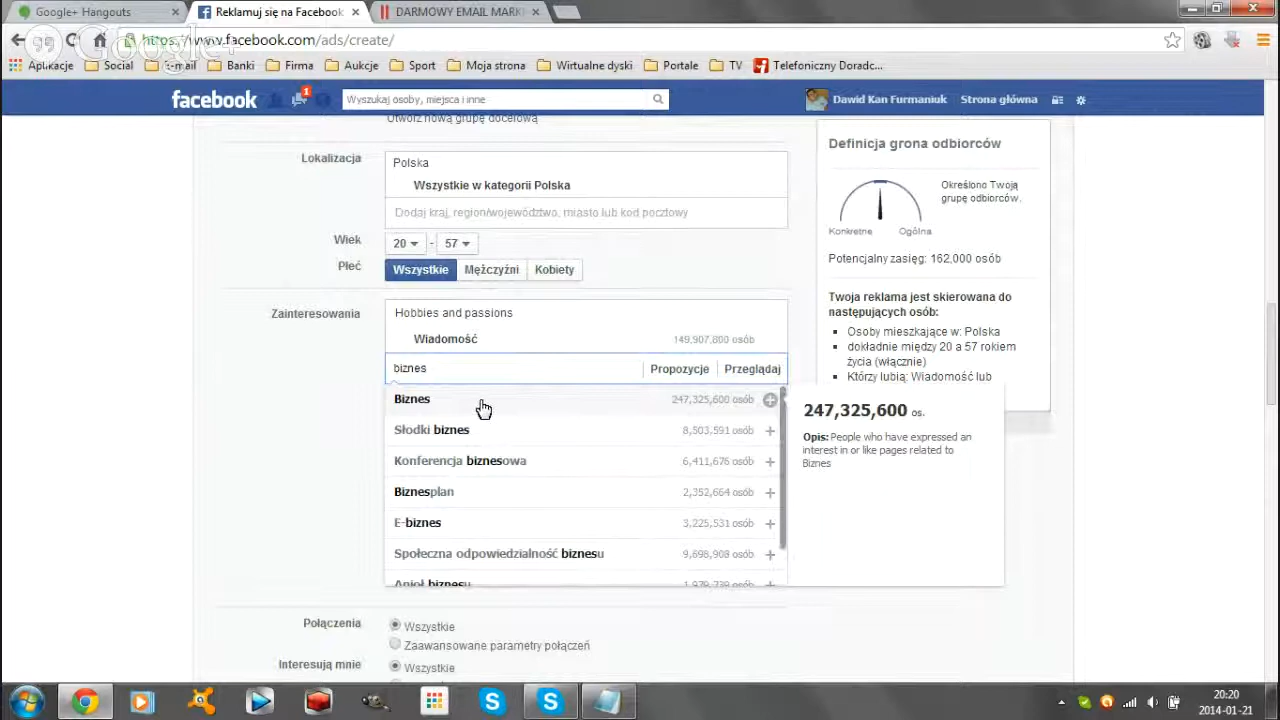 Google+ Hangouts
Reklamuj się na Facebook
DARMOWY EMAIL MARK
Google+
https://www.facebook.com/ads/create/
Aplikacje
Social
E-mail
Banki
Firma
Aukcje
Sport
Moja strona
Wirtualne dyski
Portale
TV
Telefoniczny Doradc...
facebook
1
Wyszukaj osoby, miejsca i inne
Dawid Kan Furmaniuk
Strona główna
Utwórz nową grupę docelową
Lokalizacja
Polska
Wszystkie w kategorii Polska
Dodaj kraj, region/województwo, miasto lub kod pocztowy
Wiek
20 - 57
Płeć
Wszystkie
Mężczyźni
Kobiety
Zainteresowania
Hobbies and passions
Wiadomość 149,907,800 osób
biznes
Propozycje
Przeglądaj
Biznes 247,325,600 osób
Słodki biznes 8,503,591 osób
Konferencja biznesowa 6,411,676 osób
Biznesplan 2,352,664 osób
E-biznes 3,225,531 osób
Społeczna odpowiedzialność biznesu 9,698,908 osób
Anioł biznesu 1,979,739 osób
247,325,600 os.
Opis: People who have expressed an
interest in or like pages related to
Biznes
Definicja grona odbiorców
Określono Twoją
grupę odbiorców.
Konkretne
Ogólna
Potencjalny zasięg: 162,000 osób
Twoja reklama jest skierowana do
następujących osób:
Osoby mieszkające w: Polska
dokładnie między 20 a 57 rokiem
życia (włącznie)
Którzy lubią: Wiadomość lub
Połączenia
Wszystkie
Zaawansowane parametry połączeń
Interesują mnie
Wszystkie
20:20
2014-01-21